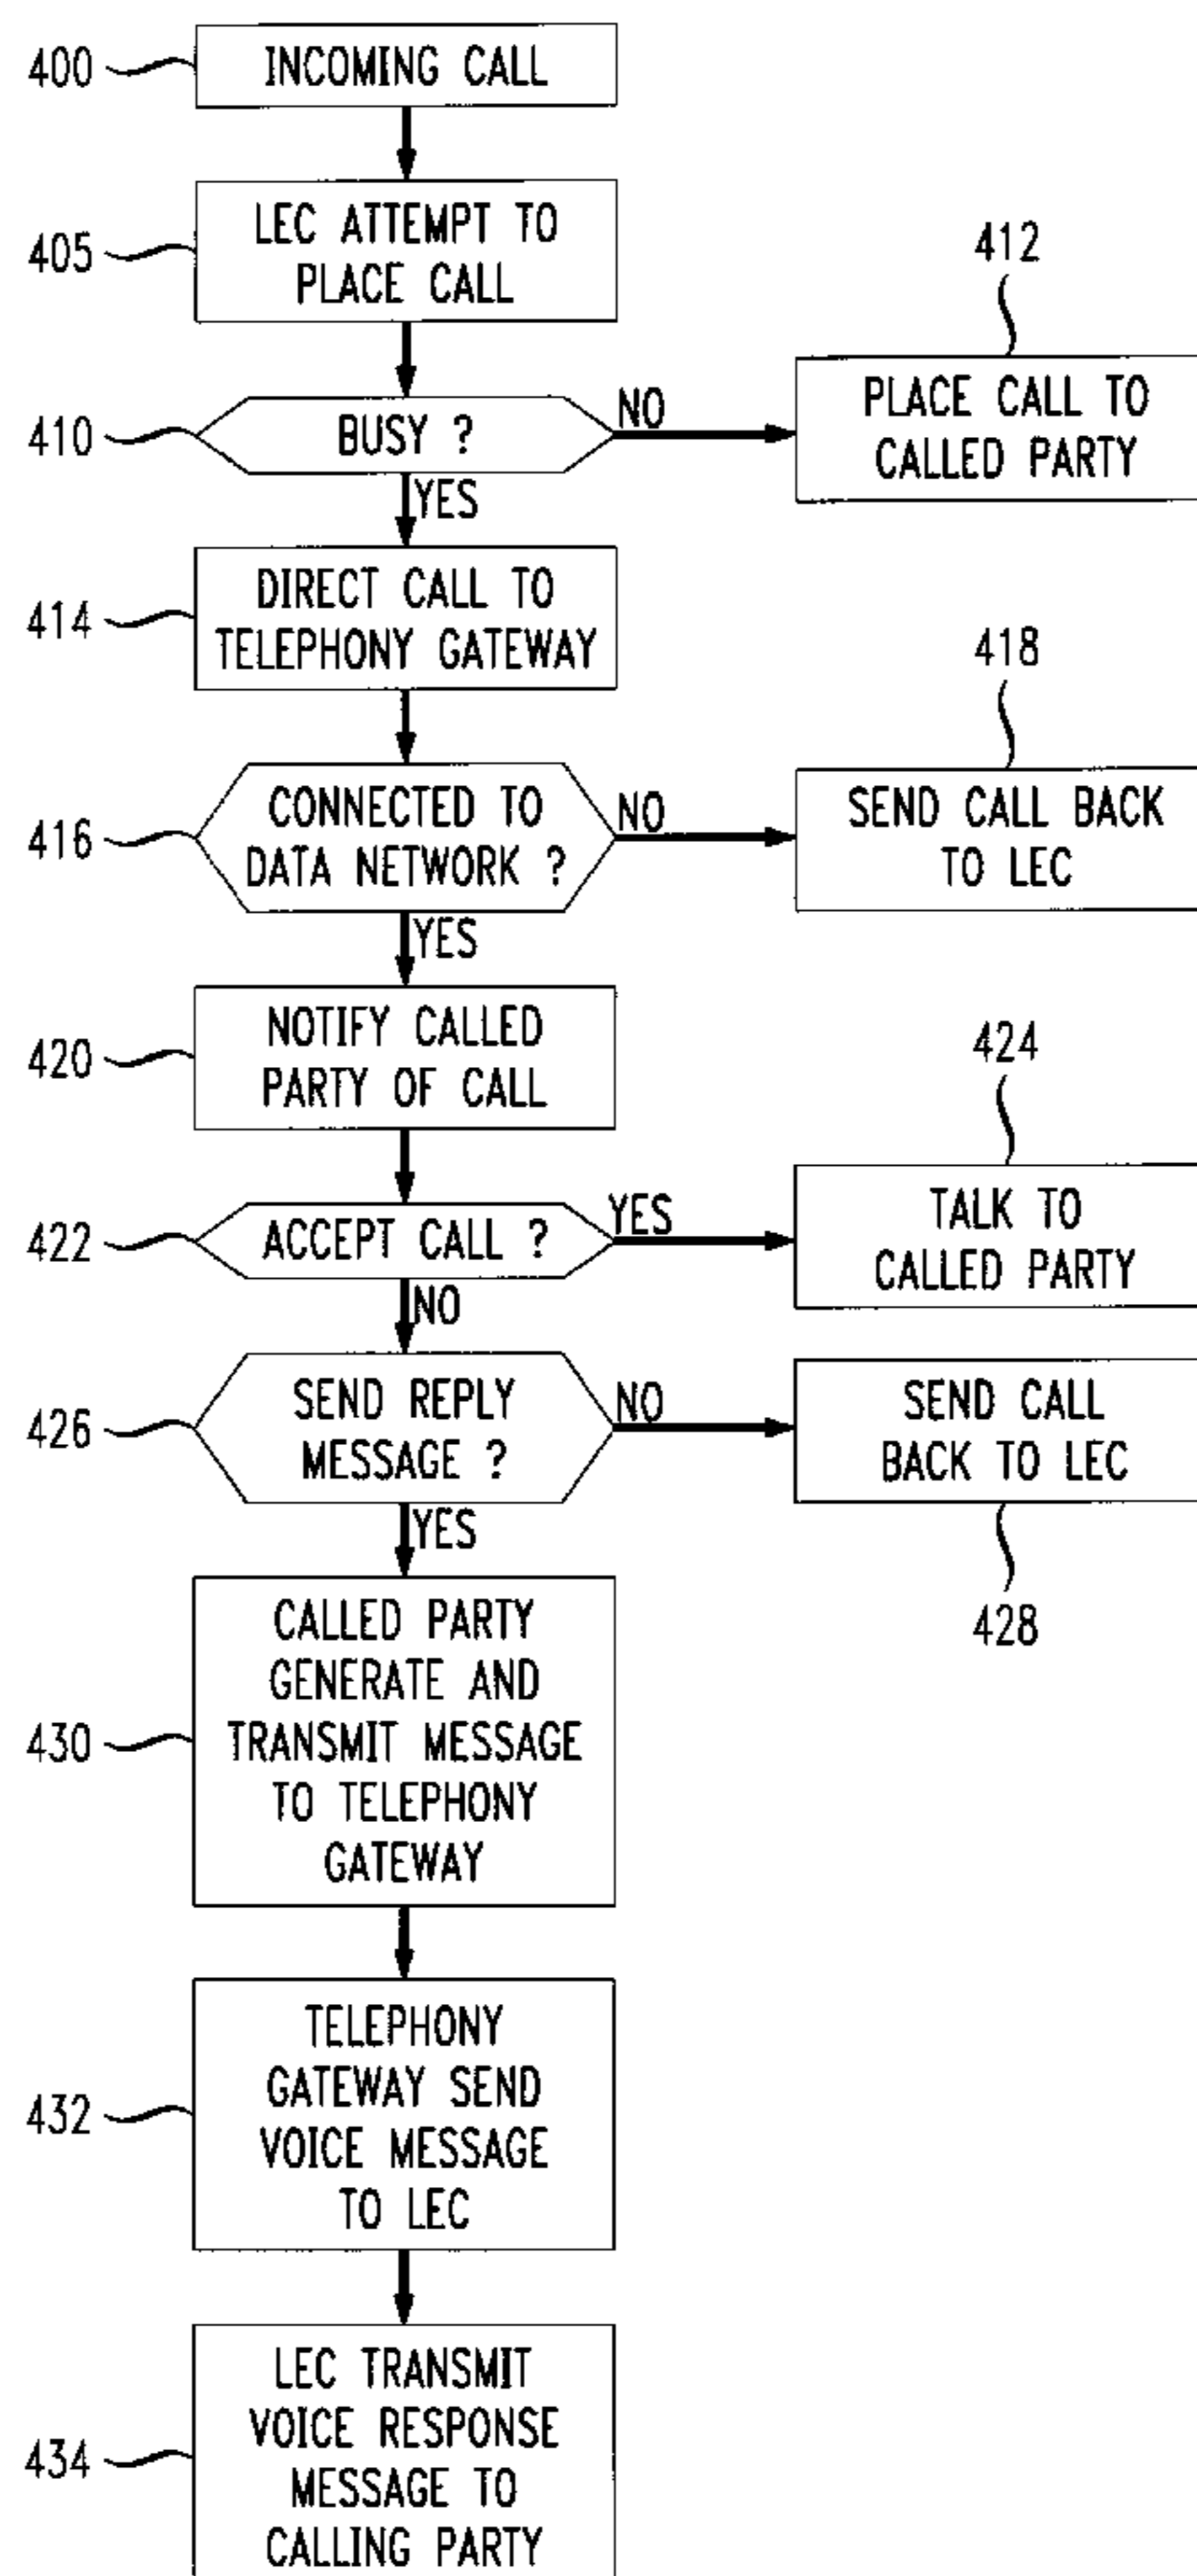 400
INCOMING CALL
405
LEC ATTEMPT TO
PLACE CALL
410
BUSY ?
NO
412
PLACE CALL TO
CALLED PARTY
YES
414
DIRECT CALL TO
TELEPHONY GATEWAY
416
CONNECTED TO
DATA NETWORK ?
NO
418
SEND CALL BACK
TO LEC
YES
420
NOTIFY CALLED
PARTY OF CALL
422
ACCEPT CALL ?
YES
424
TALK TO
CALLED PARTY
NO
426
SEND REPLY
MESSAGE ?
NO
SEND CALL
BACK TO LEC
428
YES
430
CALLED PARTY
GENERATE AND
TRANSMIT MESSAGE
TO TELEPHONY
GATEWAY
432
TELEPHONY
GATEWAY SEND
VOICE MESSAGE
TO LEC
434
LEC TRANSMIT
VOICE RESPONSE
MESSAGE TO
CALLING PARTY